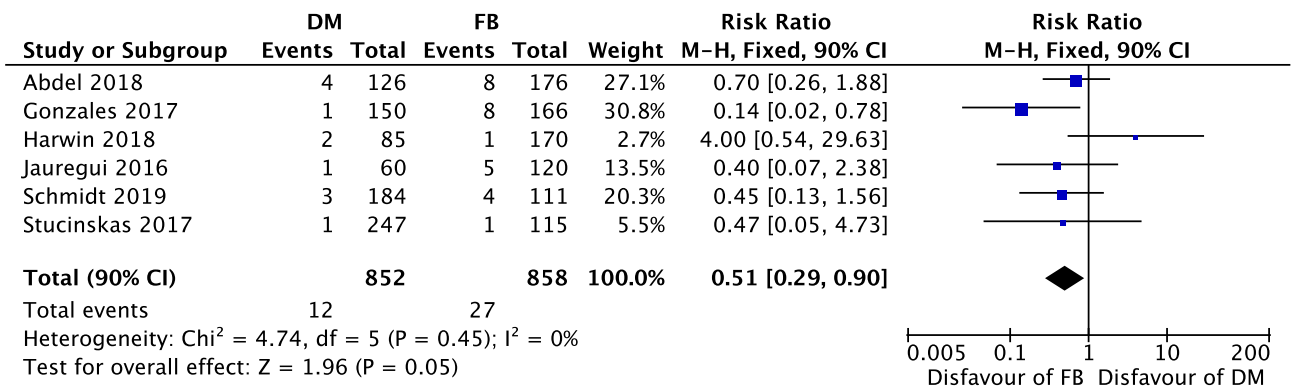 DM FB Risk Ratio Risk Ratio
Study or Subgroup Events Total Events Total Weight M-H, Fixed, 90% CI M-H, Fixed, 90% CI
Abdel 2018 4 126 8 176 27.1% 0.70 [0.26, 1.88]
Gonzales 2017 1 150 8 166 30.8% 0.14 [0.02, 0.78]
Harwin 2018 2 85 1 170 2.7% 4.00 [0.54, 29.63]
Jauregui 2016 1 60 5 120 13.5% 0.40 [0.07, 2.38]
Schmidt 2019 3 184 4 111 20.3% 0.45 [0.13, 1.56]
Stucinskas 2017 1 247 1 115 5.5% 0.47 [0.05, 4.73]
Total (90% CI) 852 858 100.0% 0.51 [0.29, 0.90]
Total events 12 27
Heterogeneity: Chi² = 4.74, df = 5 (P = 0.45); I² = 0%
Test for overall effect: Z = 1.96 (P = 0.05)
0.005 0.1 1 10 200
Disfavour of FB Disfavour of DM